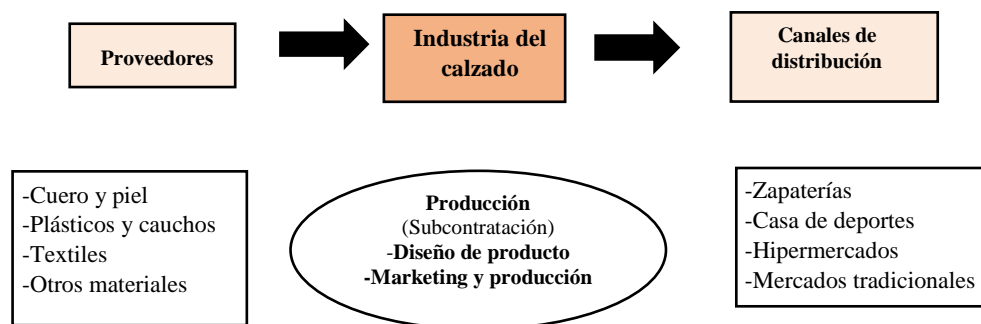 Proveedores
Industria del
calzado
Canales de
distribución
-Cuero y piel
-Plásticos y cauchos
-Textiles
-Otros materiales
Producción
(Subcontratación)
-Diseño de producto
-Marketing y producción
-Zapaterías
-Casa de deportes
-Hipermercados
-Mercados tradicionales